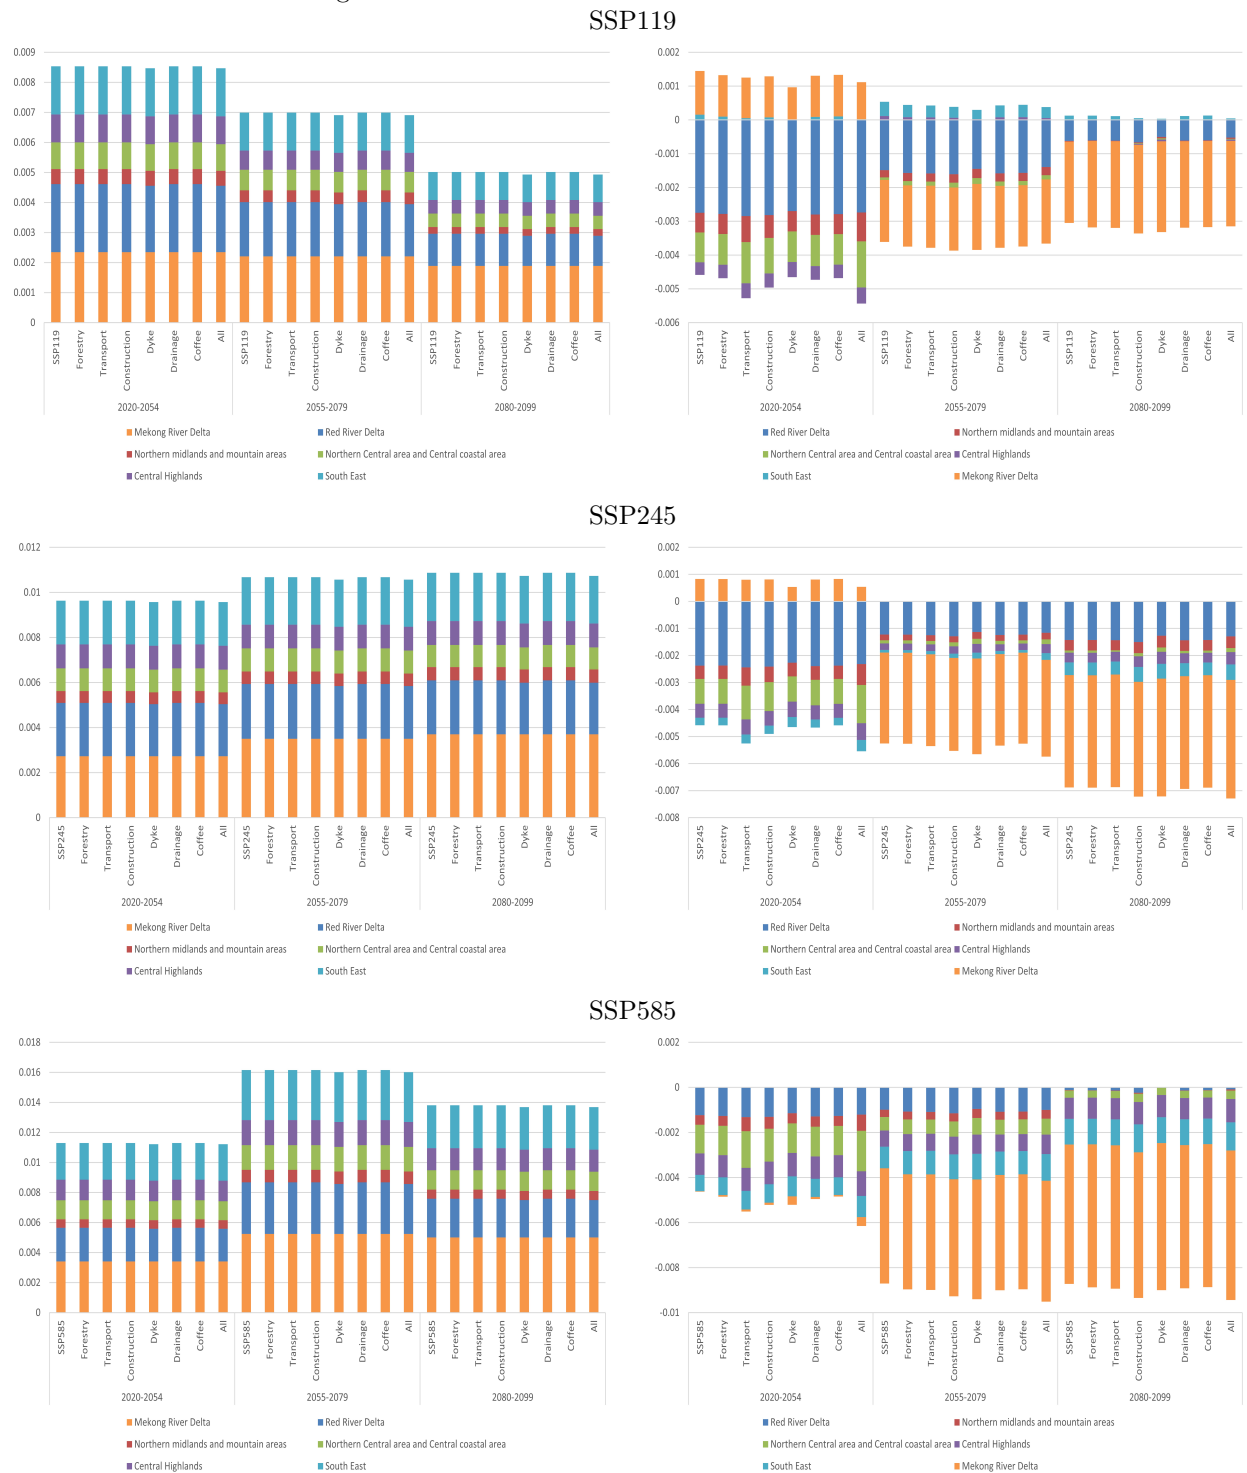 SSP119
0.009
0.008
0.007
0.006
0.005
0.004
0.003
0.002
0.001
0
SSP119 Forestry Transport Construction Dyke Drainage Coffee All SSP119 Forestry Transport Construction Dyke Drainage Coffee All SSP119 Forestry Transport Construction Dyke Drainage Coffee All
2020-2054 2055-2079 2080-2099
Mekong River Delta Red River Delta
Northern midlands and mountain areas Northern Central area and Central coastal area
Central Highlands South East
0.002
0.001
0
-0.001
-0.002
-0.003
-0.004
-0.005
-0.006
SSP119 Forestry Transport Construction Dyke Drainage Coffee All SSP119 Forestry Transport Construction Dyke Drainage Coffee All SSP119 Forestry Transport Construction Dyke Drainage Coffee All
2020-2054 2055-2079 2080-2099
Red River Delta Northern midlands and mountain areas
Northern Central area and Central coastal area Central Highlands
South East Mekong River Delta
SSP245
0.012
0.01
0.008
0.006
0.004
0.002
0
SSP245 Forestry Transport Construction Dyke Drainage Coffee All SSP245 Forestry Transport Construction Dyke Drainage Coffee All SSP245 Forestry Transport Construction Dyke Drainage Coffee All
2020-2054 2055-2079 2080-2099
Mekong River Delta Red River Delta
Northern midlands and mountain areas Northern Central area and Central coastal area
Central Highlands South East
0.002
0.001
0
-0.001
-0.002
-0.003
-0.004
-0.005
-0.006
-0.007
-0.008
SSP245 Forestry Transport Construction Dyke Drainage Coffee All SSP245 Forestry Transport Construction Dyke Drainage Coffee All SSP245 Forestry Transport Construction Dyke Drainage Coffee All
2020-2054 2055-2079 2080-2099
Red River Delta Northern midlands and mountain areas
Northern Central area and Central coastal area Central Highlands
South East Mekong River Delta
SSP585
0.018
0.016
0.014
0.012
0.01
0.008
0.006
0.004
0.002
0
SSP585 Forestry Transport Construction Dyke Drainage Coffee All SSP585 Forestry Transport Construction Dyke Drainage Coffee All SSP585 Forestry Transport Construction Dyke Drainage Coffee All
2020-2054 2055-2079 2080-2099
Mekong River Delta Red River Delta
Northern midlands and mountain areas Northern Central area and Central coastal area
Central Highlands South East
0.002
0
-0.002
-0.004
-0.006
-0.008
-0.01
SSP585 Forestry Transport Construction Dyke Drainage Coffee All SSP585 Forestry Transport Construction Dyke Drainage Coffee All SSP585 Forestry Transport Construction Dyke Drainage Coffee All
2020-2054 2055-2079 2080-2099
Red River Delta Northern midlands and mountain areas
Northern Central area and Central coastal area Central Highlands
South East Mekong River Delta